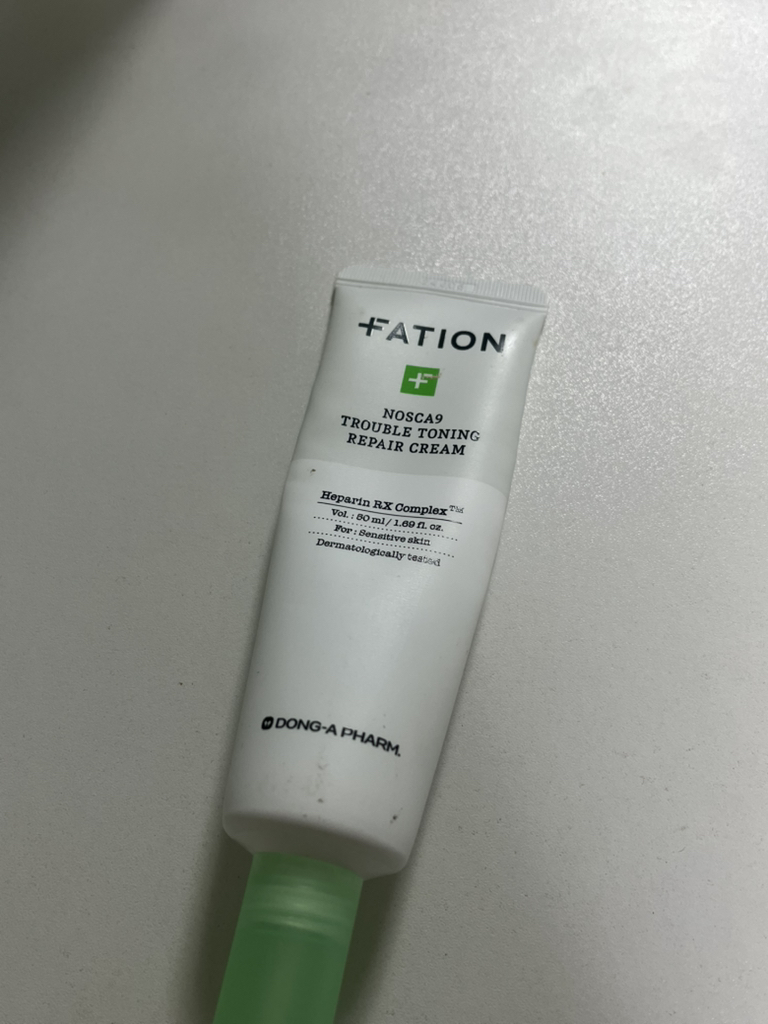 FATION
NOSCA9
TROUBLE TONING
REPAIR CREAM
Heparin RX Complex™
Vol. : 50 ml / 1.69 fl. oz.
For : Sensitive skin
Dermatologically tested
DONG-A PHARM.